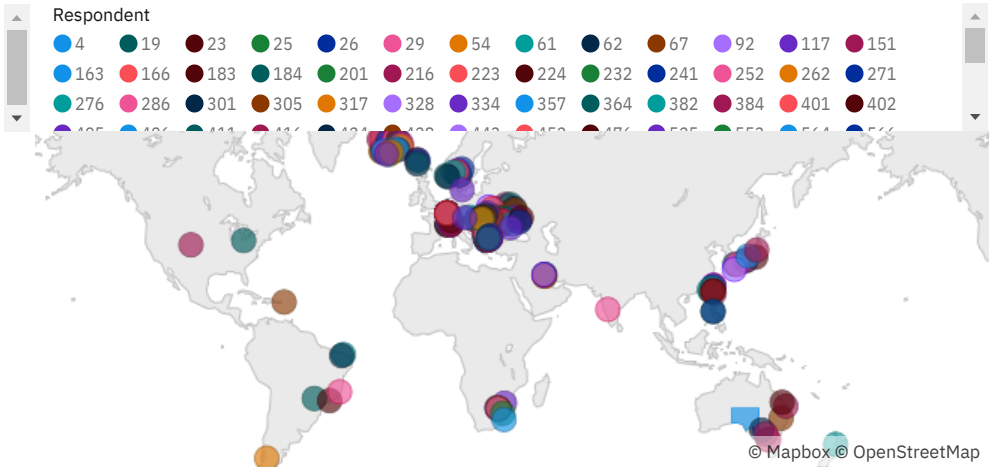 Respondent
4 19 23 25 26 29 54 61 62 67 92 117 151
163 166 183 184 201 216 223 224 232 241 252 262 271
276 286 301 305 317 328 334 357 364 382 384 401 402
© Mapbox © OpenStreetMap